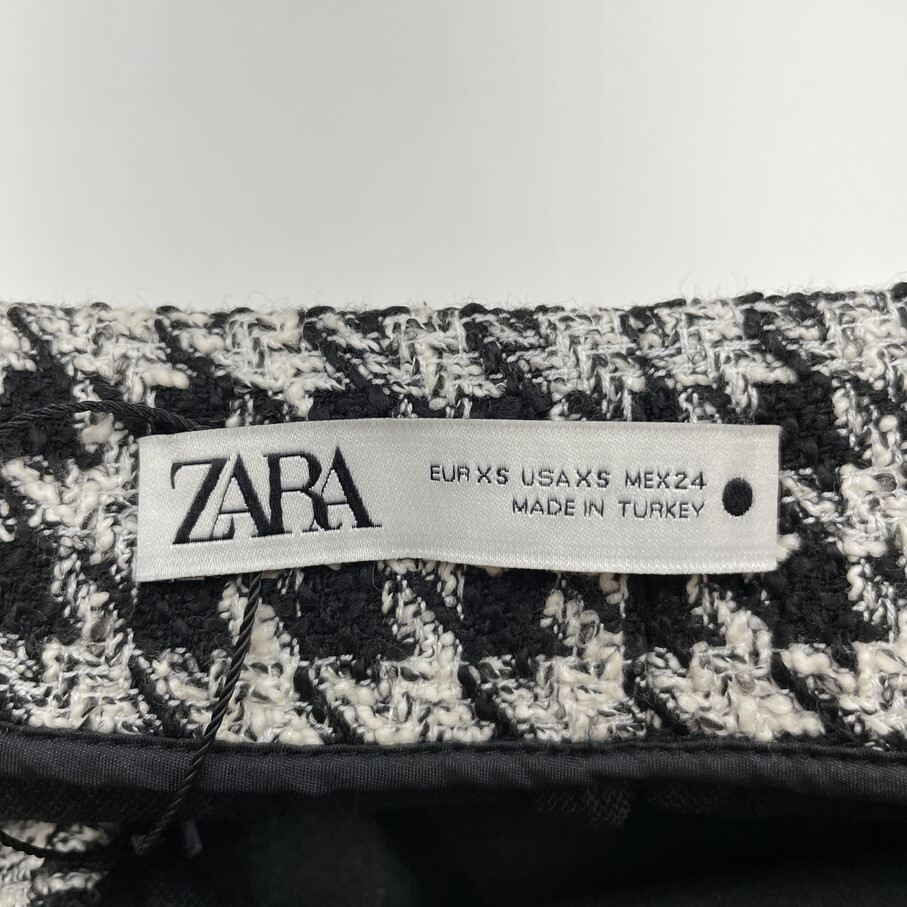 ZARA
EUR XS USA XS MEX 24
MADE IN TURKEY